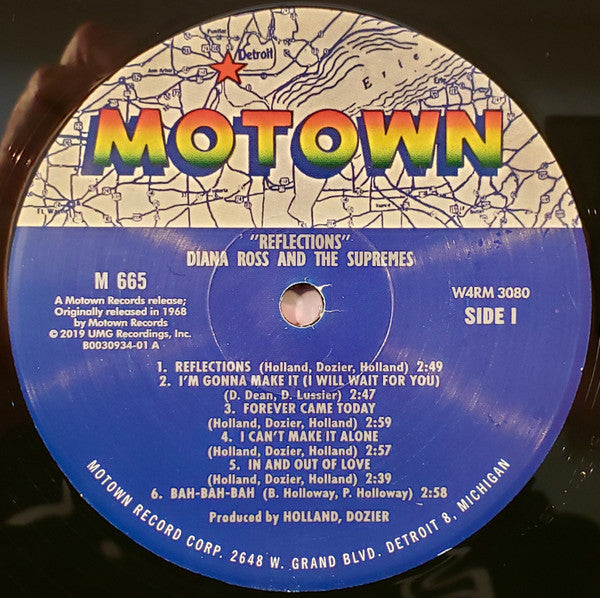 Detroit
Erie
MOTOWN
"REFLECTIONS"
DIANA ROSS AND THE SUPREMES
M 665
A Motown Records release;
Originally released in 1968
by Motown Records
© 2019 UMG Recordings, Inc.
B0030934-01 A
W4RM 3080
SIDE I
1. REFLECTIONS (Holland, Dozier, Holland) 2:49
2. I'M GONNA MAKE IT (I WILL WAIT FOR YOU)
(D. Dean, D. Lussier) 2:47
3. FOREVER CAME TODAY
(Holland, Dozier, Holland) 2:59
4. I CAN'T MAKE IT ALONE
(Holland, Dozier, Holland) 2:57
5. IN AND OUT OF LOVE
(Holland, Dozier, Holland) 2:39
6. BAH-BAH-BAH (B. Holloway, P. Holloway) 2:58
Produced by HOLLAND, DOZIER
MOTOWN RECORD CORP. 2648 W. GRAND BLVD. DETROIT 8, MICHIGAN